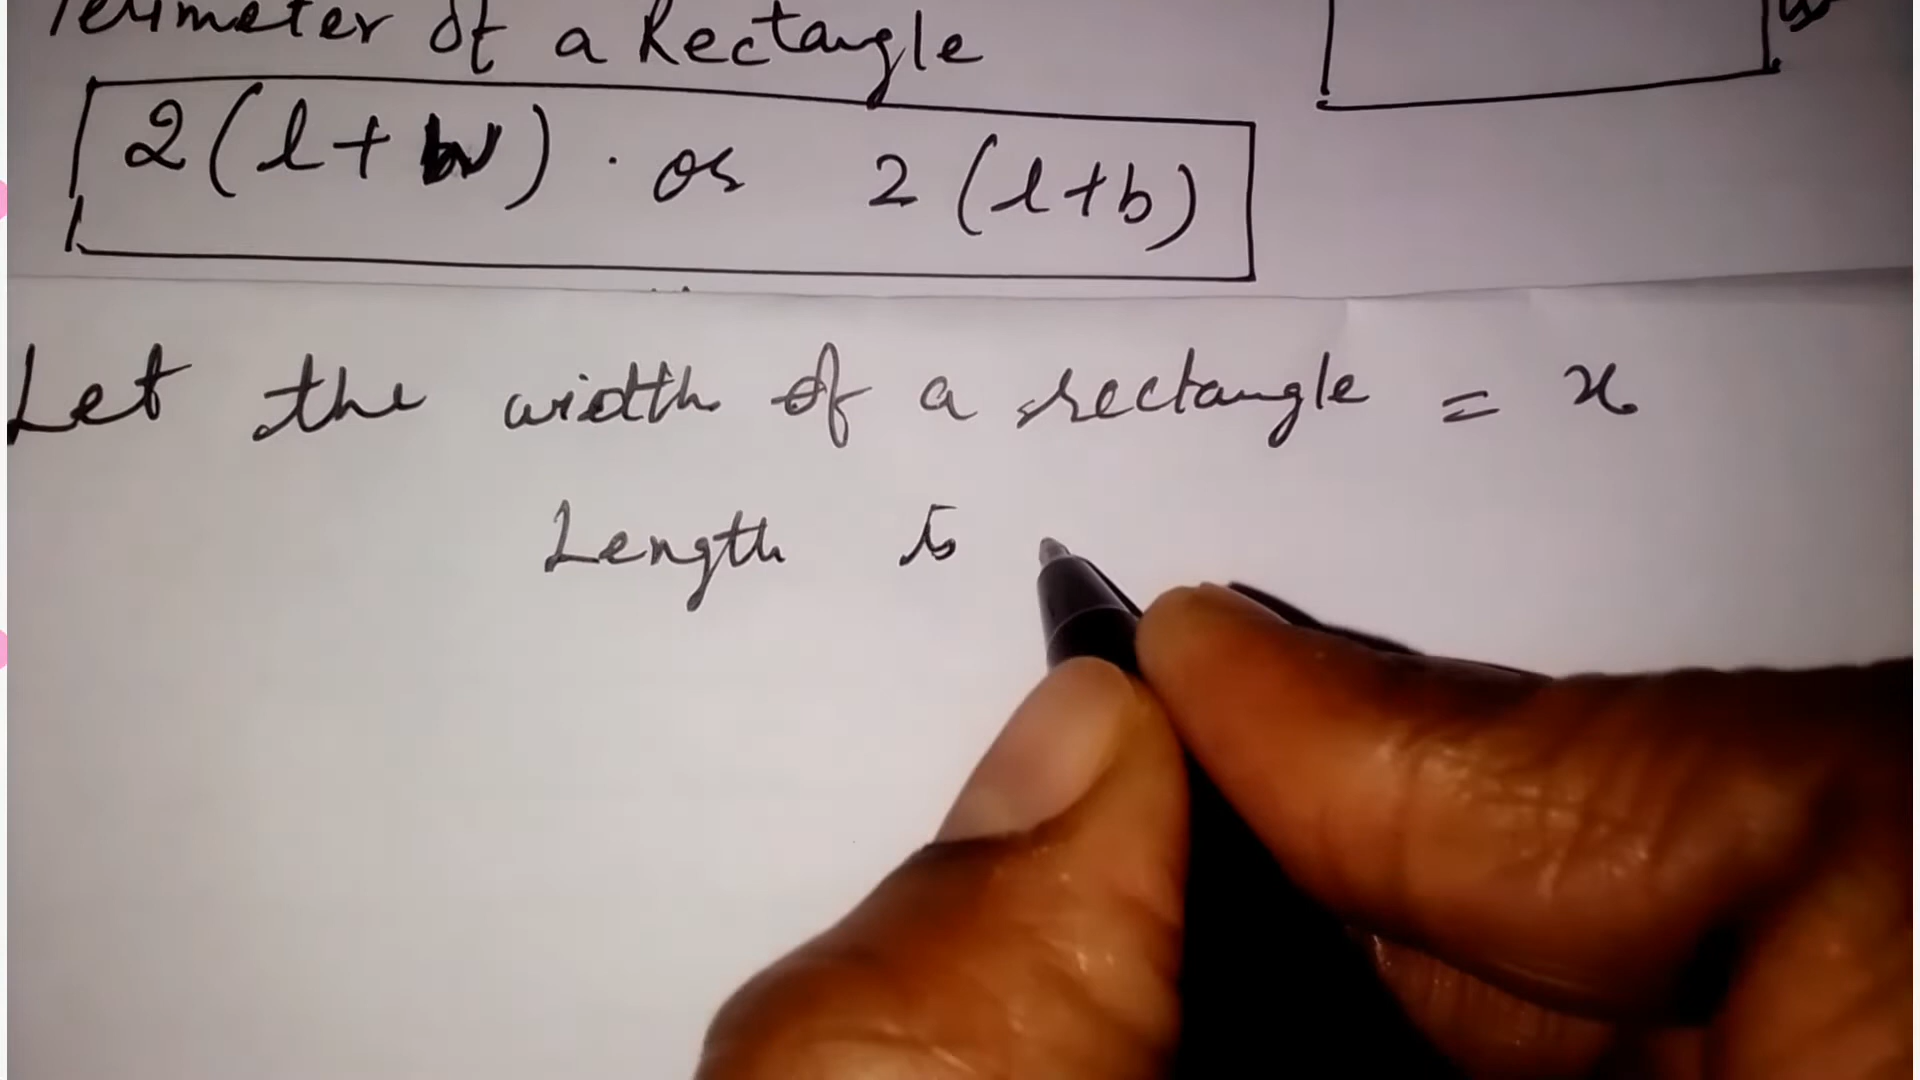 Perimeter of a Rectangle
2(l+w). or 2(l+b)
Let the width of a rectangle = x
Length is